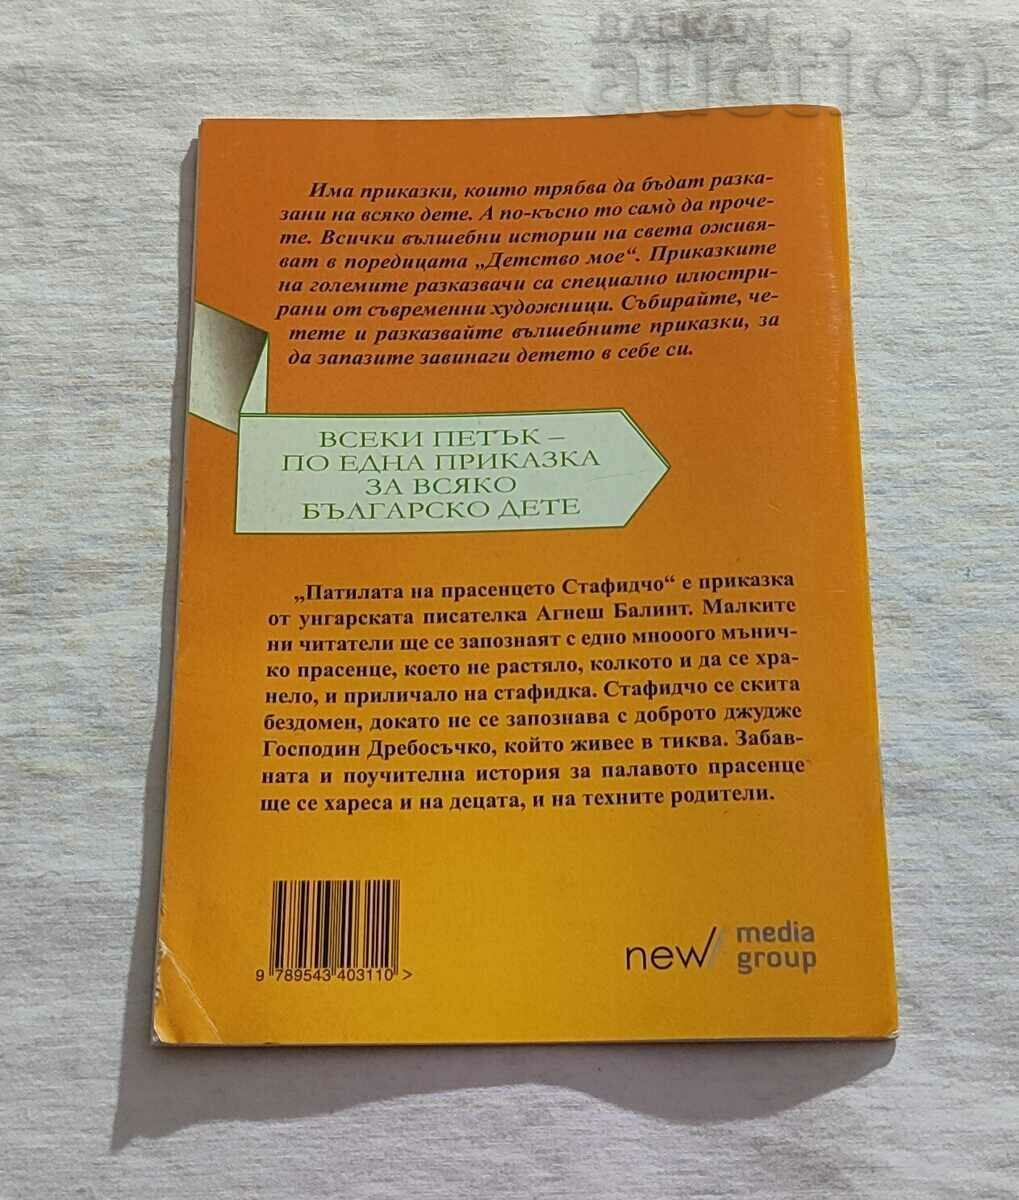 BALKAN
auction
Има приказки, които трябва да бъдат разка-
зани на всяко дете. А по-късно то само̀ да проче-
те. Всички вълшебни истории на света оживя-
ват в поредицата „Детство мое“. Приказките
на големите разказвачи са специално илюстри-
рани от съвременни художници. Събирайте, че-
тете и разказвайте вълшебните приказки, за
да запазите завинаги детето в себе си.
ВСЕКИ ПЕТЪК –
ПО ЕДНА ПРИКАЗКА
ЗА ВСЯКО
БЪЛГАРСКО ДЕТЕ
„Патилата на прасенцето Стафидчо“ е приказка
от унгарската писателка Агнеш Балинт. Малките
ни читатели ще се запознаят с едно мнооого мънич-
ко прасенце, което не растяло, колкото и да се хра-
нело, и приличало на стафидка. Стафидчо се скита
бездомен, докато не се запознава с доброто джудже
Господин Дребосъчко, който живее в тиква. Забав-
ната и поучителна история за палавото прасенце
ще се хареса и на децата, и на техните родители.
9 789543 403110 >
new media
group